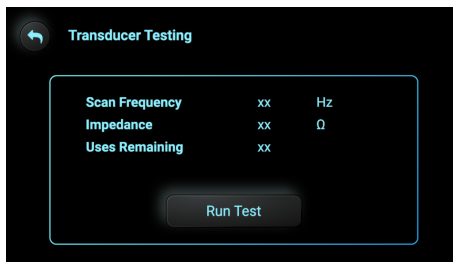 Transducer Testing
Scan Frequency xx Hz
Impedance xx Ω
Uses Remaining xx
Run Test